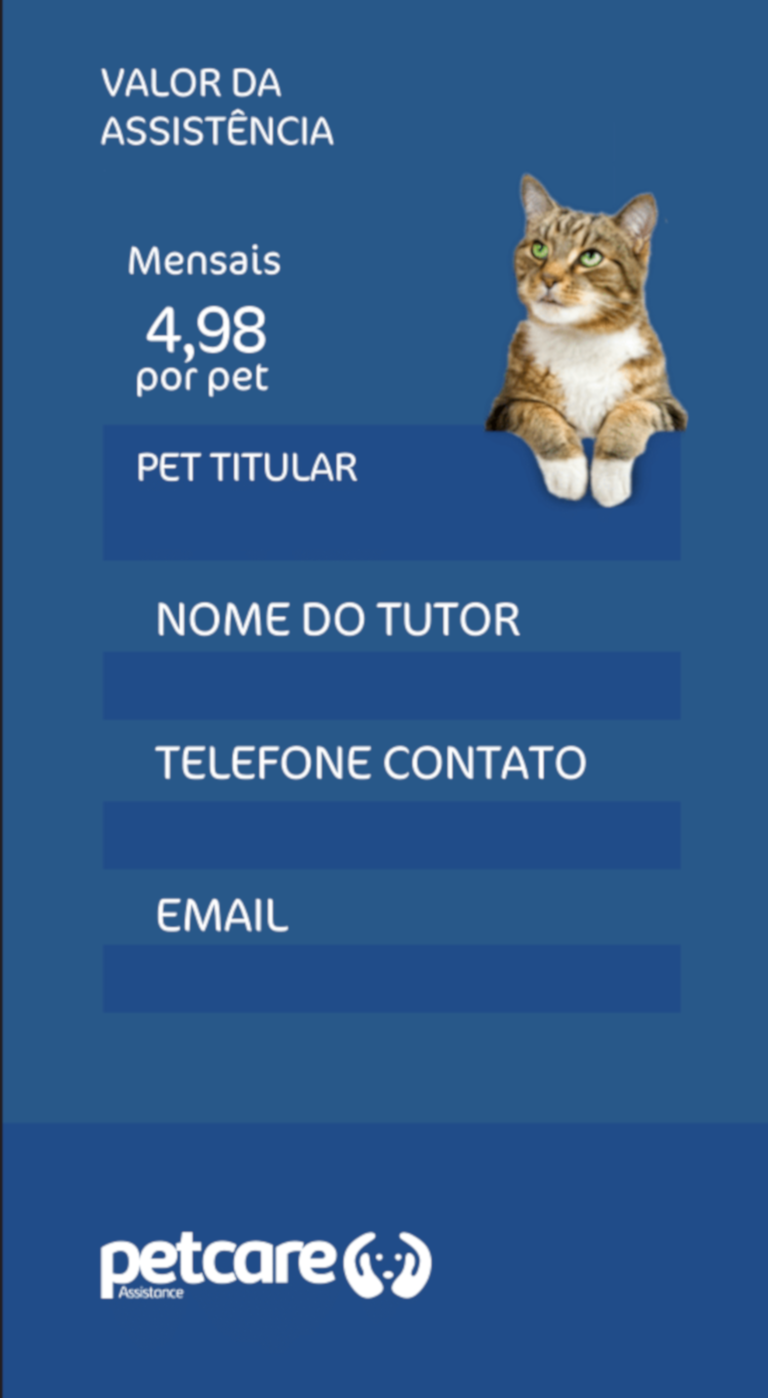 VALOR DA
ASSISTÊNCIA
Mensais
4,98
por pet
PET TITULAR
NOME DO TUTOR
TELEFONE CONTATO
EMAIL
petcare
Assistance